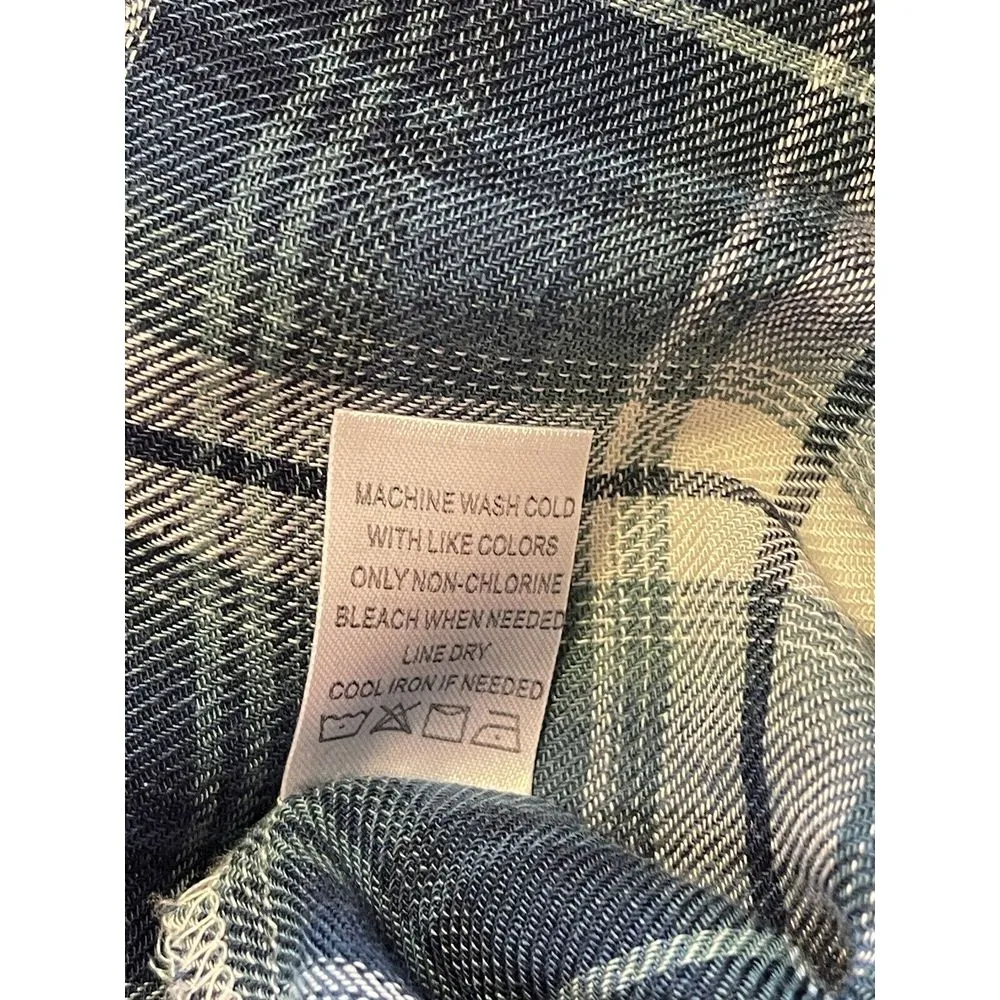 MACHINE WASH COLD
WITH LIKE COLORS
ONLY NON-CHLORINE
BLEACH WHEN NEEDED
LINE DRY
COOL IRON IF NEEDED